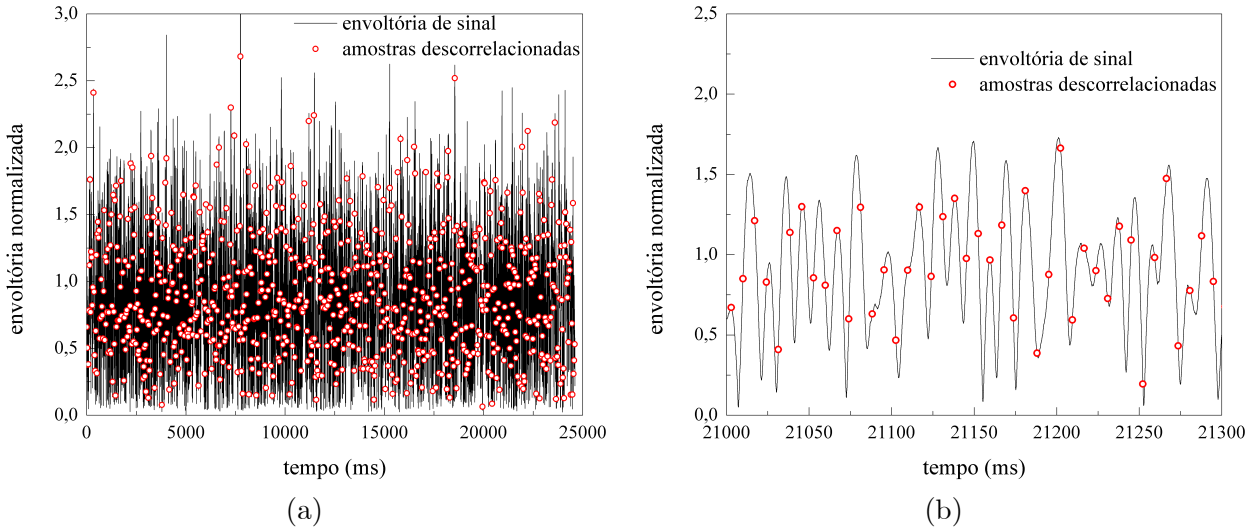 3,0
2,5
2,0
1,5
1,0
0,5
0,0
envoltória normalizada
envoltória de sinal
amostras descorrelacionadas
0 5000 10000 15000 20000 25000
tempo (ms)
(a)
2,5
2,0
1,5
1,0
0,5
0,0
envoltória normalizada
envoltória de sinal
amostras descorrelacionadas
21000 21050 21100 21150 21200 21250 21300
tempo (ms)
(b)